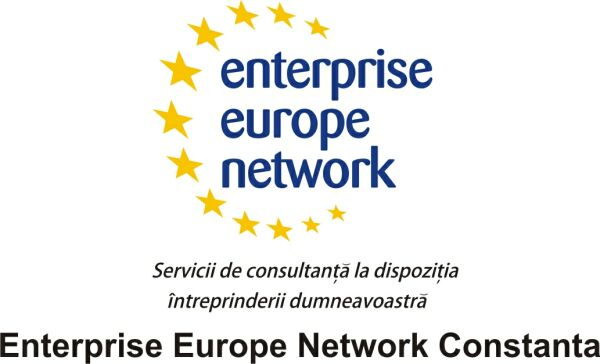 enterprise
europe
network
Servicii de consultanță la dispoziția
întreprinderii dumneavoastră
Enterprise Europe Network Constanta